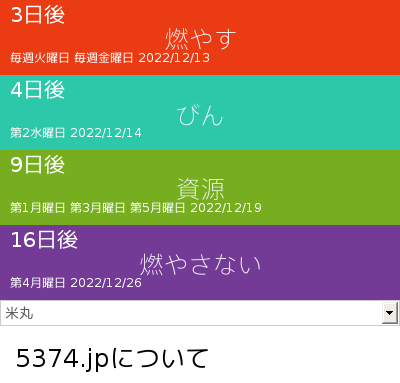 3日後
燃やす
毎週火曜日 毎週金曜日 2022/12/13
4日後
びん
第2水曜日 2022/12/14
9日後
資源
第1月曜日 第3月曜日 第5月曜日 2022/12/19
16日後
燃やさない
第4月曜日 2022/12/26
米丸
5374.jpについて